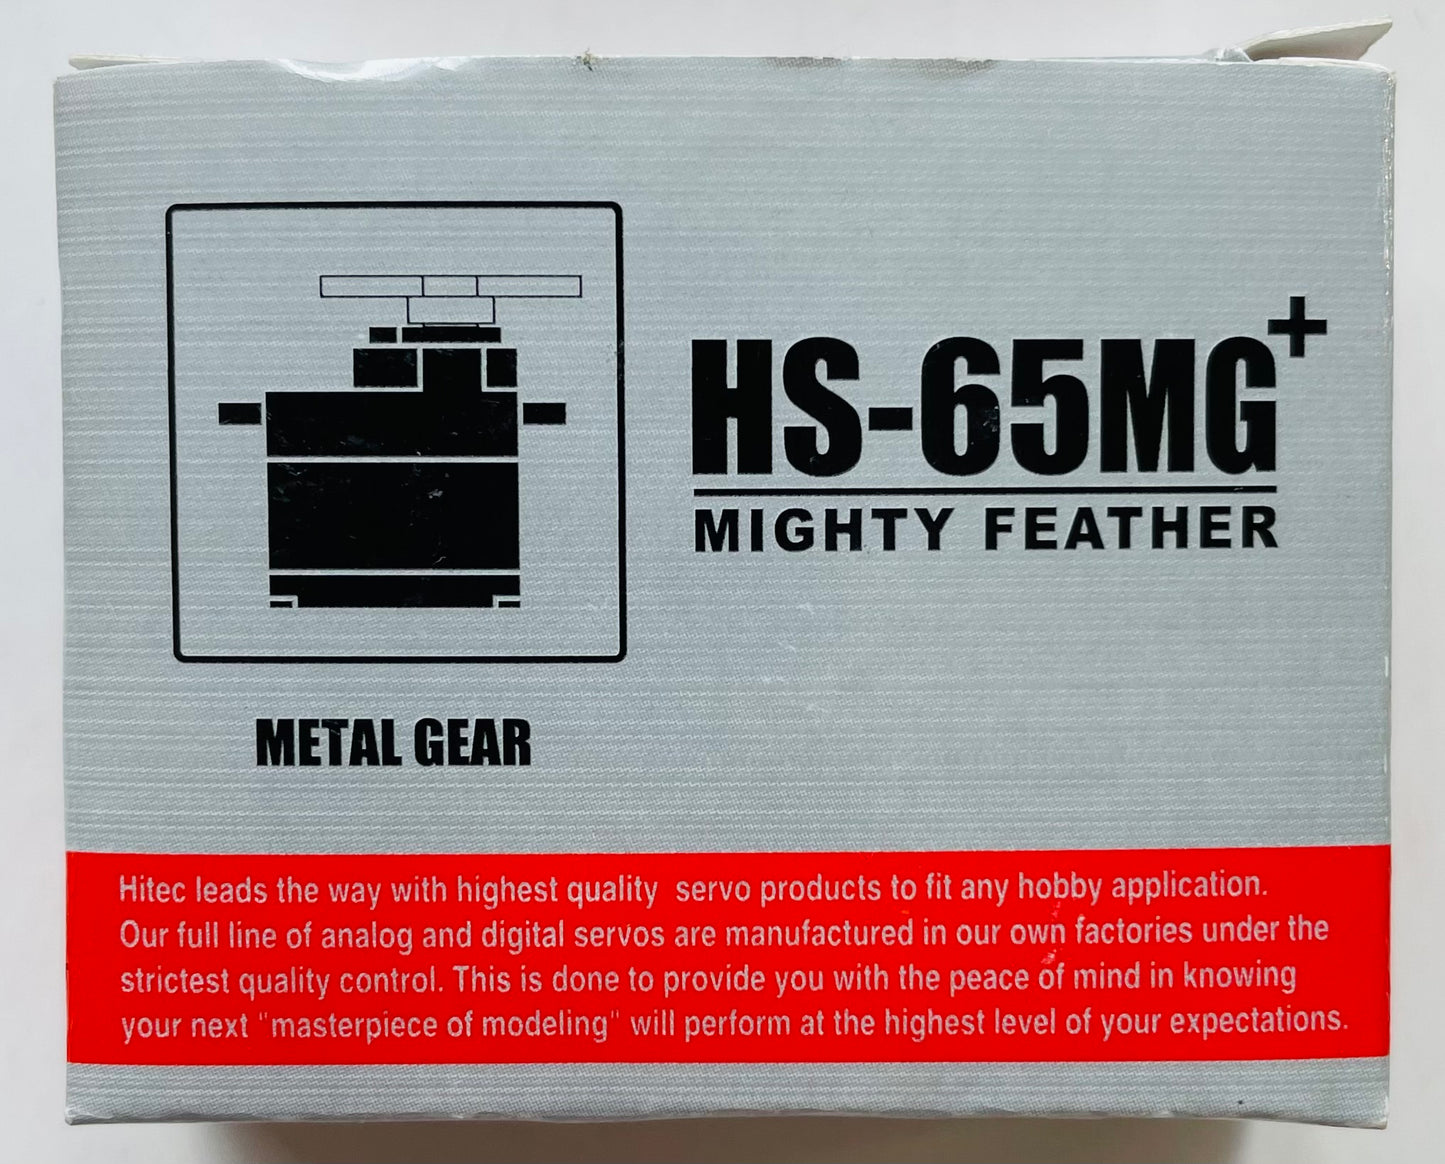 HS-65MG+
MIGHTY FEATHER
METAL GEAR
Hitec leads the way with highest quality servo products to fit any hobby application.
Our full line of analog and digital servos are manufactured in our own factories under the
strictest quality control. This is done to provide you with the peace of mind in knowing
your next "masterpiece of modeling" will perform at the highest level of your expectations.